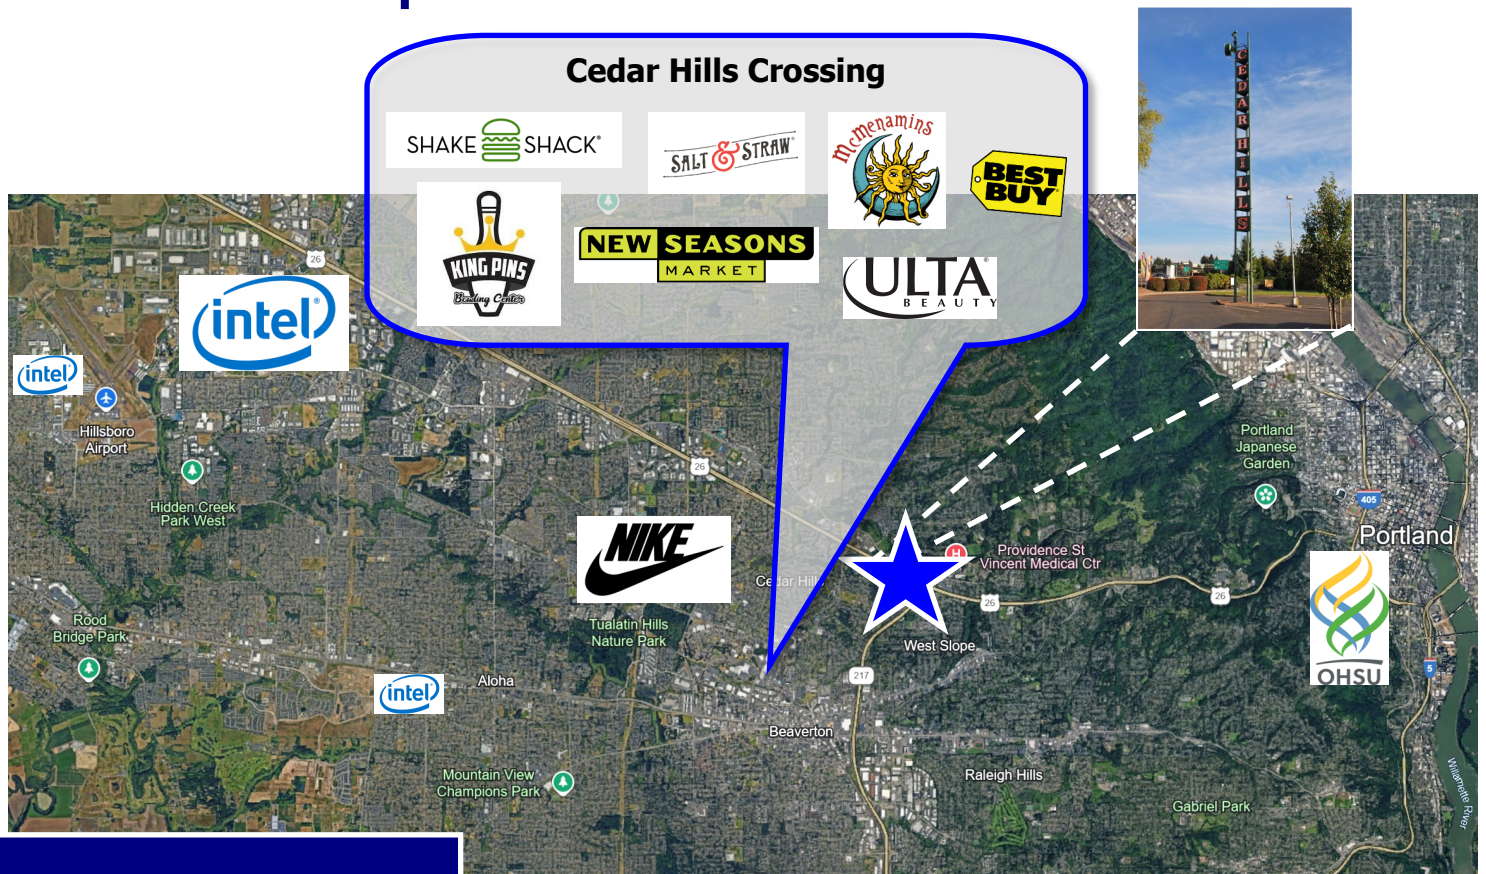 Cedar Hills Crossing
SHAKE SHACK
SALT & STRAW
McMenamins
BEST
BUY
KING PINS
NEW SEASONS
MARKET
ULTA
BEAUTY
CEDAR HILLS
26
intel
intel
Hillsboro
Airport
Hidden Creek
Park West
26
Portland
Japanese
Garden
405
Portland
NIKE
Cedar Hills
H
Providence St
Vincent Medical Ctr
26
26
OHSU
Rood
Bridge Park
Tualatin Hills
Nature Park
West Slope
217
5
intel
Aloha
Beaverton
Mountain View
Champions Park
Raleigh Hills
Gabriel Park
Willamette River